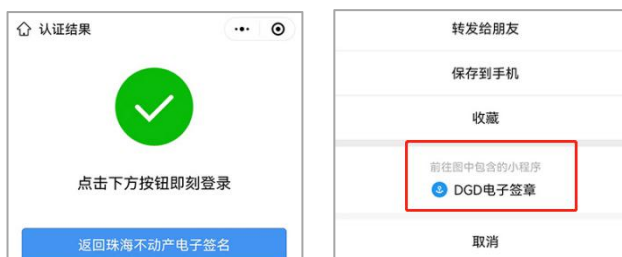 认证结果
点击下方按钮即刻登录
返回珠海不动产电子签名
转发给朋友
保存到手机
收藏
前往图中包含的小程序
DGD电子签章
取消